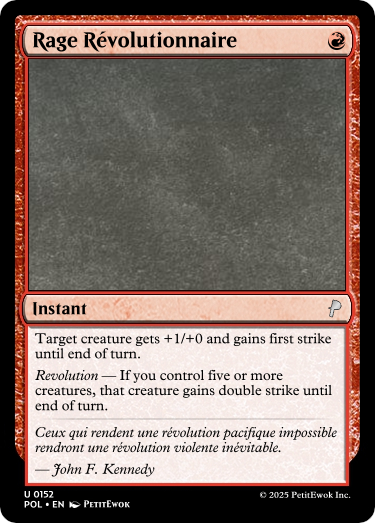 Rage Révolutionnaire
Instant
Target creature gets +1/+0 and gains first strike
until end of turn.
Revolution — If you control five or more
creatures, that creature gains double strike until
end of turn.
Ceux qui rendent une révolution pacifique impossible
rendront une révolution violente inévitable.
— John F. Kennedy
U 0152
POL • EN PetitEwok
© 2025 PetitEwok Inc.